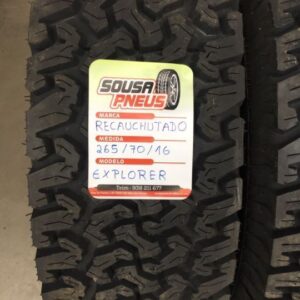 SOUSA
PNEUS
MARCA
RECAUCHUTADO
MEDIDA
265/70/16
MODELO
EXPLORER